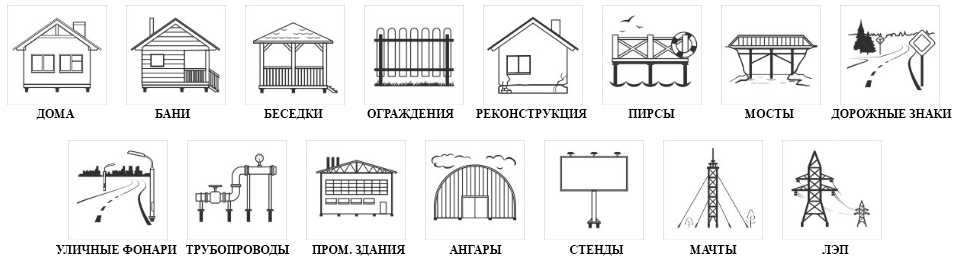 ДОМА БАНИ БЕСЕДКИ ОГРАЖДЕНИЯ РЕКОНСТРУКЦИЯ ПИРСЫ МОСТЫ ДОРОЖНЫЕ ЗНАКИ
УЛИЧНЫЕ ФОНАРИ ТРУБОПРОВОДЫ ПРОМ. ЗДАНИЯ АНГАРЫ СТЕНДЫ МАЧТЫ ЛЭП